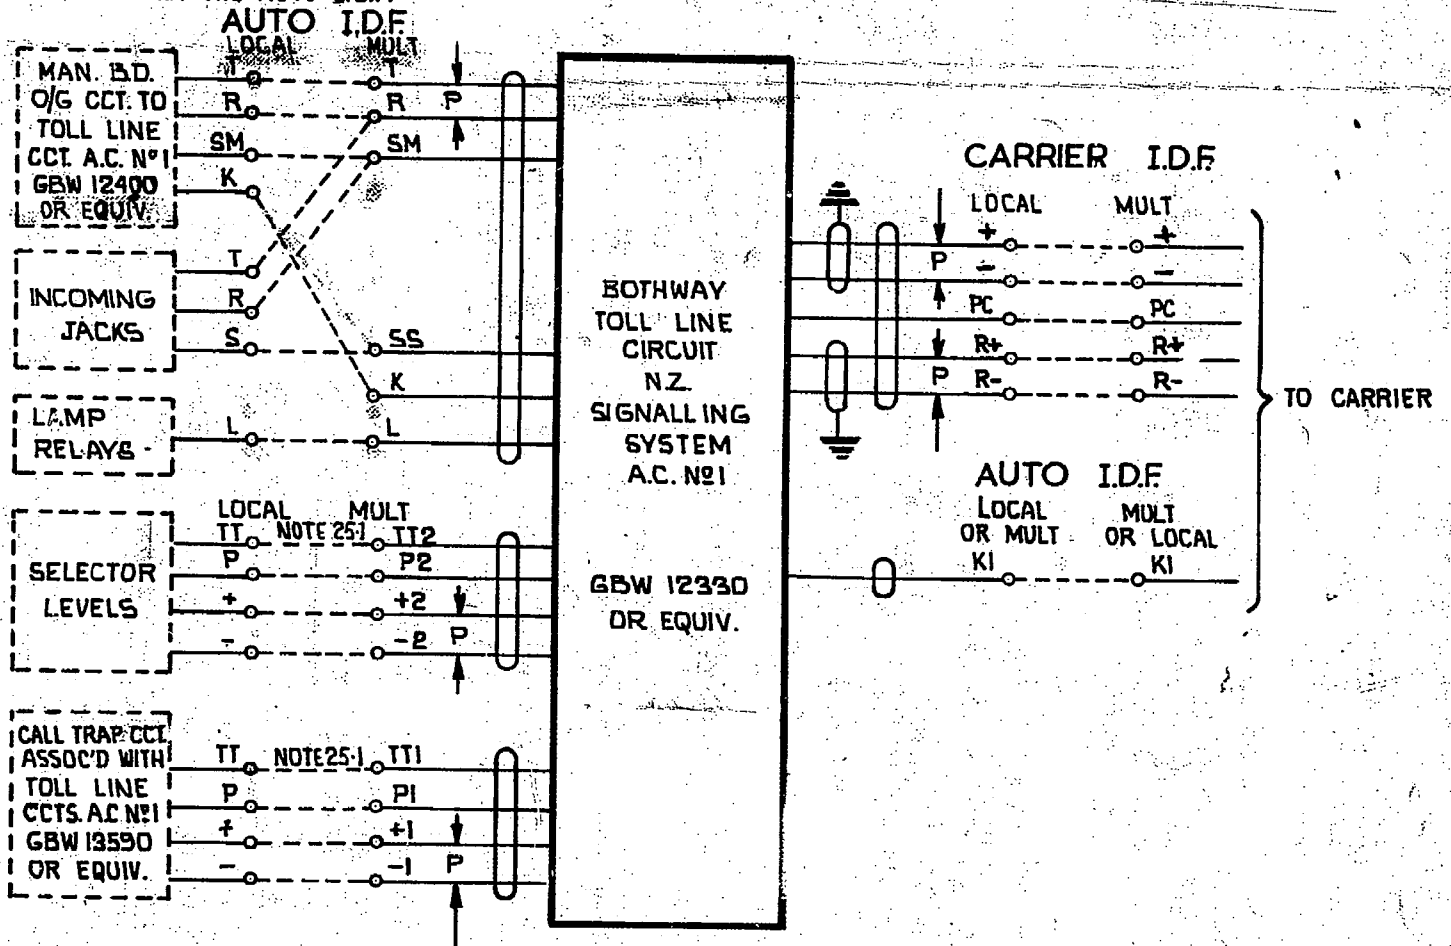 AUTO I.D.F.
LOCAL MULT
MAN. B.D.
O/G CCT. TO
TOLL LINE
CCT. A.C. Nº1
GBW 12400
OR EQUIV.
T T
R R P
SM SM
K
INCOMING
JACKS
T
R
S SS
K
LAMP
RELAYS
L L
LOCAL MULT
SELECTOR
LEVELS
TT NOTE 25·1 TT2
P P2
+ +2
- -2 P
CALL TRAP CCT.
ASSOC'D WITH
TOLL LINE
CCTS. A.C. Nº1
GBW 13590
OR EQUIV.
TT NOTE 25·1 TT1
P P1
+ +1
- -1 P
BOTHWAY
TOLL LINE
CIRCUIT
N.Z.
SIGNALLING
SYSTEM
A.C. Nº1
GBW 12330
OR EQUIV.
CARRIER I.D.F.
LOCAL MULT
+ +
P - -
PC PC
R+ R+
P R- R-
TO CARRIER
AUTO I.D.F.
LOCAL MULT
OR MULT OR LOCAL
K1 K1